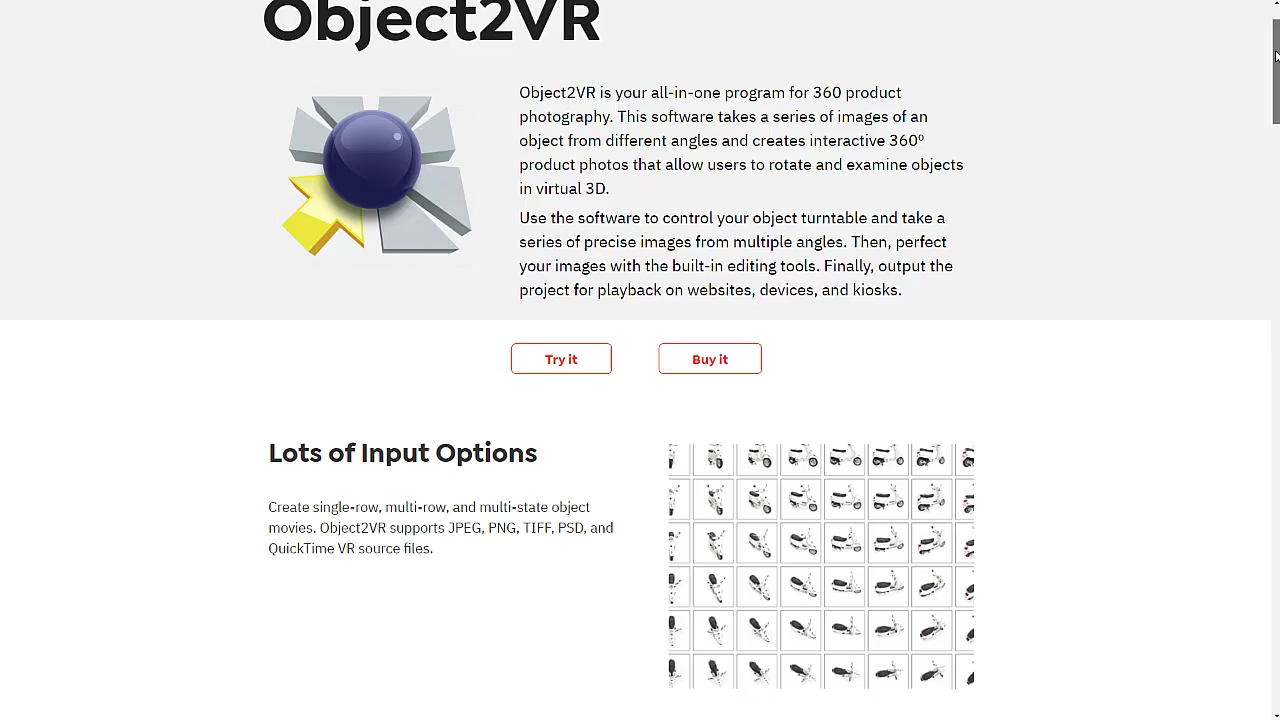 Object2VR
Object2VR is your all-in-one program for 360 product
photography. This software takes a series of images of an
object from different angles and creates interactive 360º
product photos that allow users to rotate and examine objects
in virtual 3D.
Use the software to control your object turntable and take a
series of precise images from multiple angles. Then, perfect
your images with the built-in editing tools. Finally, output the
project for playback on websites, devices, and kiosks.
Try it
Buy it
Lots of Input Options
Create single-row, multi-row, and multi-state object
movies. Object2VR supports JPEG, PNG, TIFF, PSD, and
QuickTime VR source files.